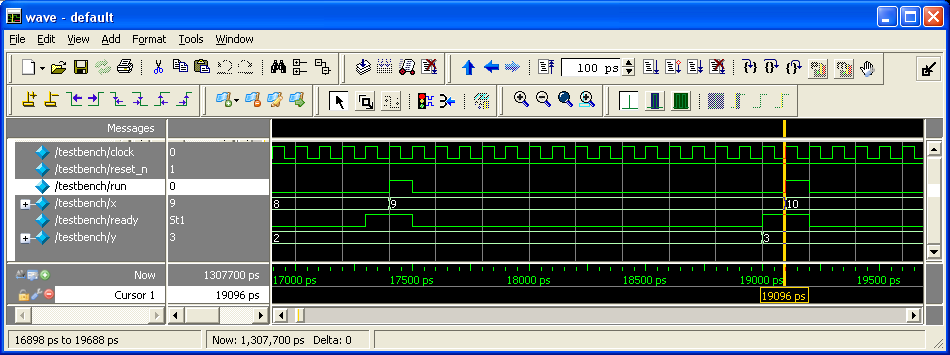 wave - default
File Edit View Add Format Tools Window
100 ps
Messages
/testbench/clock 0
/testbench/reset_n 1
/testbench/run 0
/testbench/x 9 8 9 10
/testbench/ready St1
/testbench/y 3 2 3
Now 1307700 ps 17000 ps 17500 ps 18000 ps 18500 ps 19000 ps 19500 ps
Cursor 1 19096 ps 19096 ps
16898 ps to 19688 ps Now: 1,307,700 ps Delta: 0